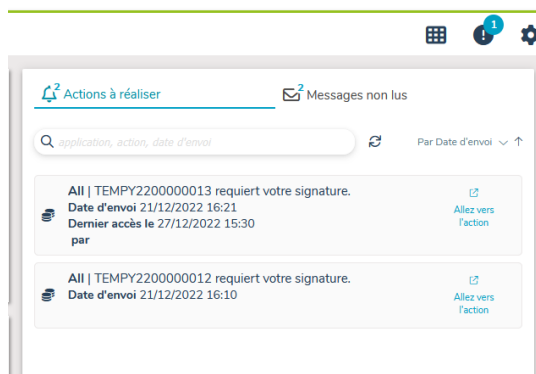 1
2 Actions à réaliser
2 Messages non lus
application, action, date d'envoi
Par Date d'envoi
All | TEMPY2200000013 requiert votre signature.
Date d'envoi 21/12/2022 16:21
Dernier accès le 27/12/2022 15:30
par
Allez vers
l'action
All | TEMPY2200000012 requiert votre signature.
Date d'envoi 21/12/2022 16:10
Allez vers
l'action